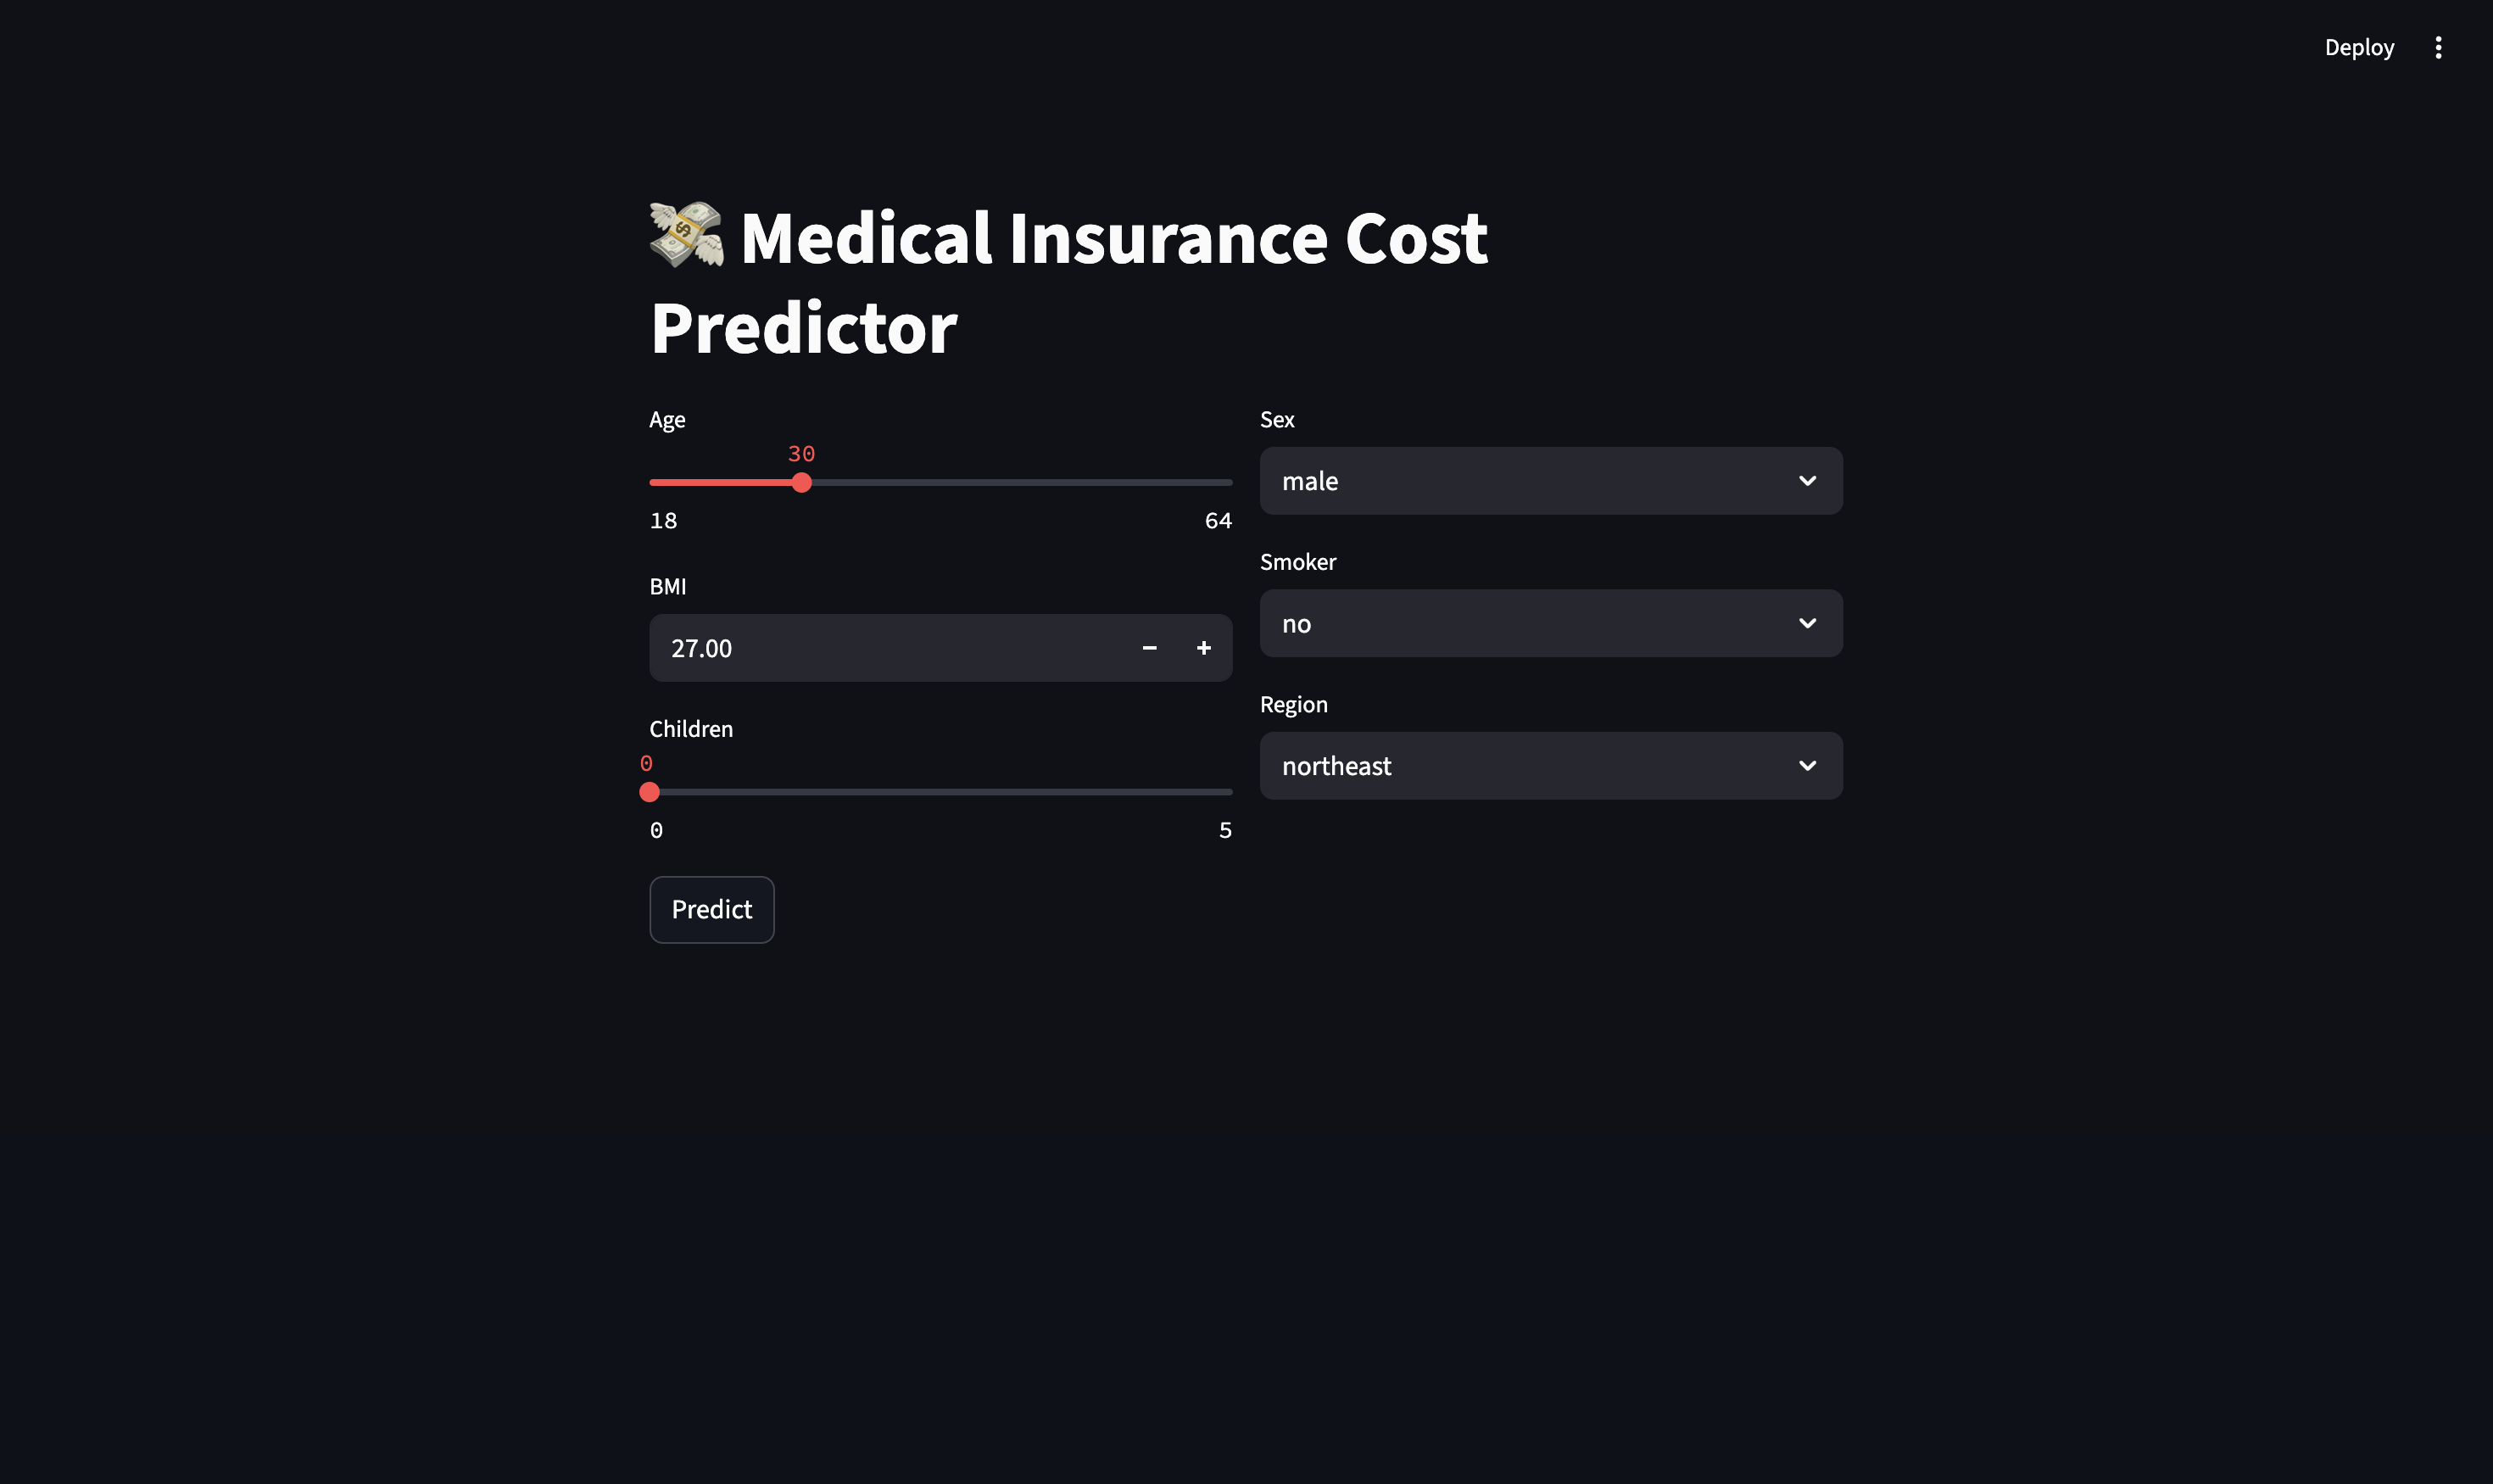 Deploy
💸 Medical Insurance Cost
Predictor
Age
30
18 64
BMI
27.00
Children
0
0 5
Predict
Sex
male
Smoker
no
Region
northeast